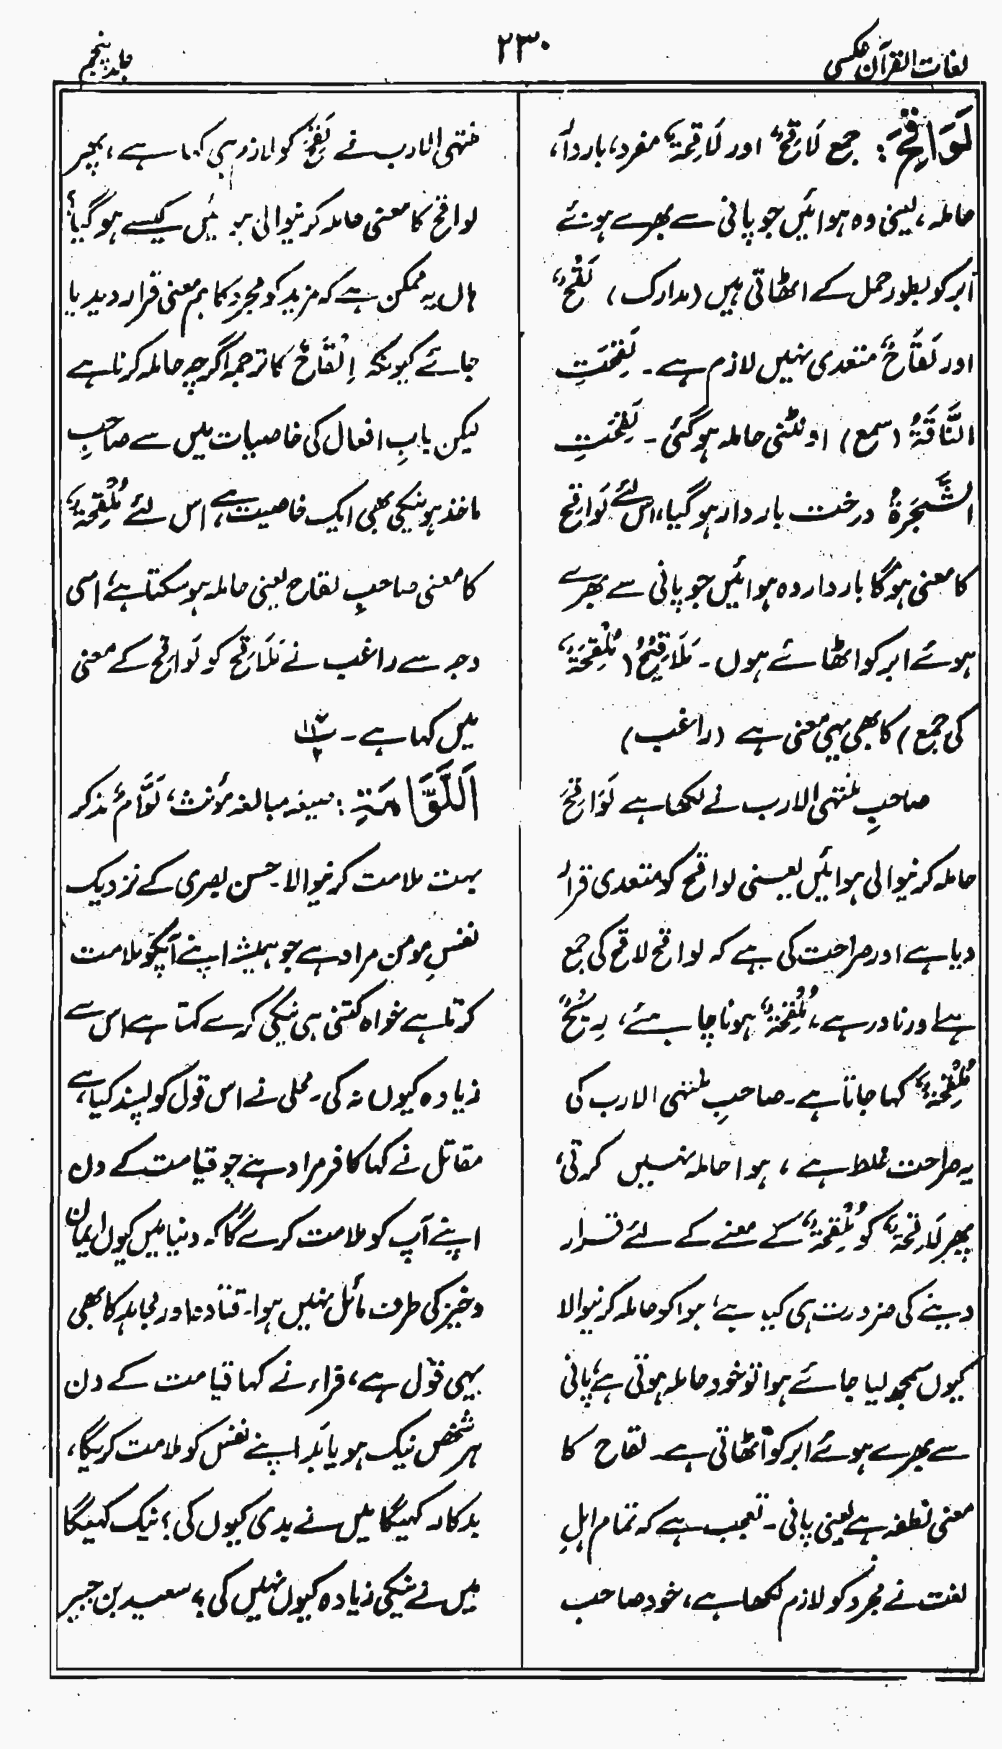 لغات القرآن عکسی
۲۳۰
جلد پنجم
لَوَاقِحَ: جمع لَاقِحٌ اور لَاقِحَةٌ مفرد، باردار،
حاملہ، یعنی وہ ہوائیں جو پانی سے بھرے ہوئے
ابر کو بطور حمل کے اٹھاتی ہیں (مدارک) لَقْحٌ
اور لَقَاحٌ متعدی نہیں لازم ہے۔ لَقِحَتِ
النَّاقَةُ (سمع) اونٹنی حاملہ ہوگئی۔ لَقِحَتِ
الشَّجَرَةُ درخت باردار ہوگیا، اس لئے لَوَاقِح
کا معنی ہوگا باردار وہ ہوائیں جو پانی سے بھرے
ہوئے ابر کو اٹھائے ہوں۔ مَلَاقِیْحُ (مُلْقِحَةٌ
کی جمع) کا بھی یہی معنی ہے (راغب)
صاحبِ منتہی الارب نے لکھا ہے لَوَاقِحَ
حاملہ کرنیوالی ہوائیں یعنی لواقح کو متعدی قرار
دیا ہے اور صراحت کی ہے کہ لواقح لاقح کی جمع
ہے اور نادر ہے، مُلْقِحَةٌ ہونا چاہئے، رِیْحٌ
مُلْقِحَةٌ کہا جاتا ہے۔ صاحبِ منتہی الارب کی
یہ صراحت غلط ہے، ہوا حاملہ نہیں کرتی،
پھر لَاقِحَةٌ کو مُلْقِحَةٌ کے معنے کے لئے قرار
دینے کی ضرورت ہی کیا ہے، ہوا کو حاملہ کرنیوالا
کیوں سمجھ لیا جائے ہوا تو خود حاملہ ہوتی ہے، پانی
سے بھرے ہوئے ابر کو اٹھاتی ہے۔ لقاح کا
معنی نطفہ ہے یعنی پانی۔ تعجب ہے کہ تمام اہلِ
لغت نے مجرد کو لازم لکھا ہے، خود صاحب
منتہی الارب نے لَقْحٌ کو لازم ہی کہا ہے، پھر
لواقح کا معنی حاملہ کرنیوالی ہوائیں کیسے ہوگیا؟
ہاں یہ ممکن ہے کہ مزید کو مجرد کا ہم معنی قرار دیدیا
جائے کیونکہ اِلْقَاحٌ کا ترجمہ اگرچہ حاملہ کرنا ہے
لیکن بابِ افعال کی خاصیات میں سے صاحبِ
ماخذ ہونیکی بھی ایک خاصیت ہے، اس لئے مُلْقِحَةٌ
کا معنی صاحبِ لقاح یعنی حاملہ ہوسکتا ہے، اسی
وجہ سے راغب نے مَلَاقِح کو لَوَاقِح کے معنی
میں کہا ہے۔
اَللَّوَّامَةِ: صیغہ مبالغہ مؤنث، لَوَّامٌ مذکر
بہت ملامت کرنیوالا۔ حسن بصری کے نزدیک
نفسِ مومن مراد ہے جو ہمیشہ اپنے آپکو ملامت
کرتا ہے خواہ کتنی ہی نیکی کرے کہتا ہے اس سے
زیادہ کیوں نہ کی۔ محلی نے اس قول کو پسند کیا ہے،
مقاتل نے کہا کافر مراد ہے جو قیامت کے دن
اپنے آپ کو ملامت کرے گا کہ دنیا میں کیوں ایمان
و خیر کی طرف مائل نہیں ہوا۔ قتادہ اور مجاہد کا بھی
یہی قول ہے، فراء نے کہا قیامت کے دن
ہر شخص نیک ہو یا بَد اپنے نفس کو ملامت کریگا،
بدکار کہیگا میں نے بدی کیوں کی؟ نیک کہیگا
میں نے نیکی زیادہ کیوں نہیں کی؟ سعید بن جبیر